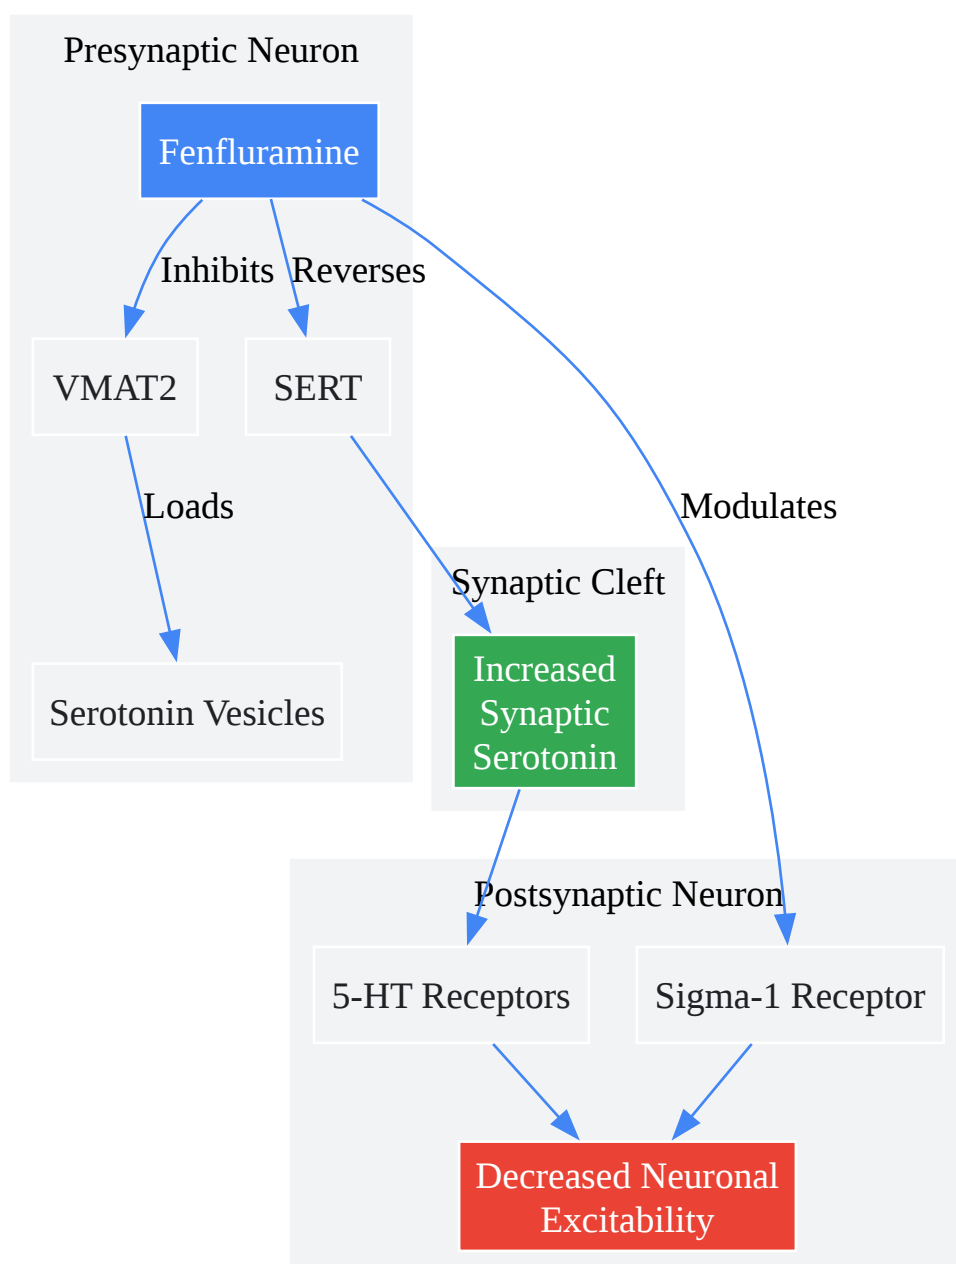 Presynaptic Neuron
Fenfluramine
Inhibits
Reverses
VMAT2
SERT
Loads
Modulates
Synaptic Cleft
Increased
Synaptic
Serotonin
Serotonin Vesicles
Postsynaptic Neuron
5-HT Receptors
Sigma-1 Receptor
Decreased Neuronal
Excitability